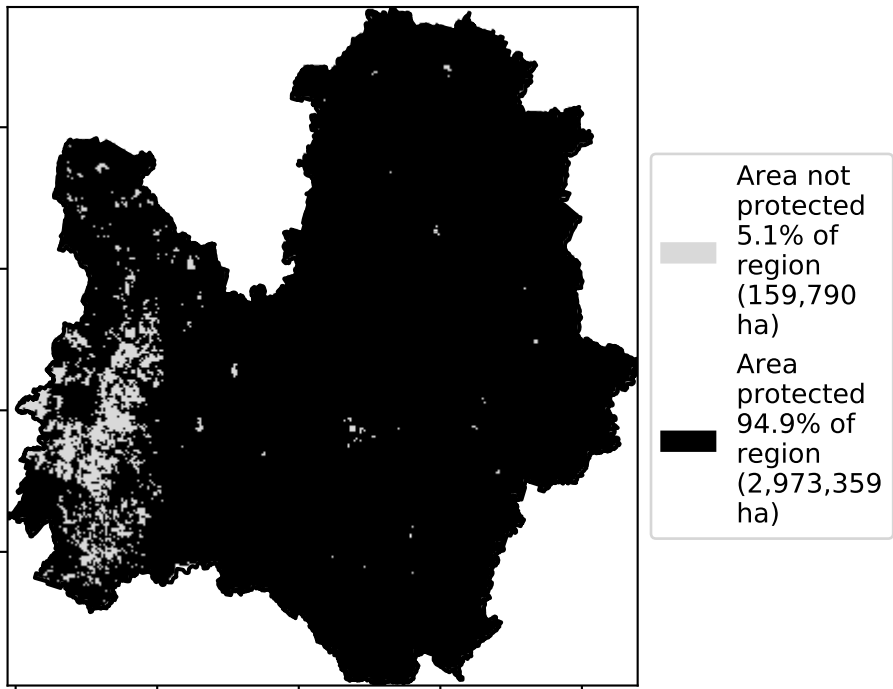 Area not
protected
5.1% of
region
(159,790
ha)
Area
protected
94.9% of
region
(2,973,359
ha)